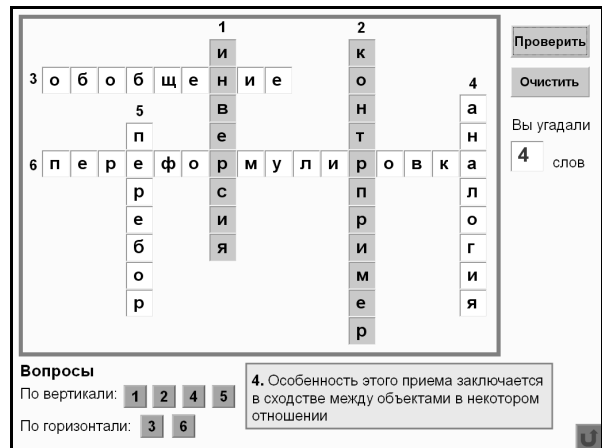 1 2
и к
3 о б о б щ е н и е о 4
5 в н а
п е т н
6 п е р е ф о р м у л и р о в к а
р с п л
е и р о
б я и г
о м и
р е я
р
Проверить
Очистить
Вы угадали
4 слов
Вопросы
По вертикали: 1 2 4 5
По горизонтали: 3 6
4. Особенность этого приема заключается
в сходстве между объектами в некотором
отношении